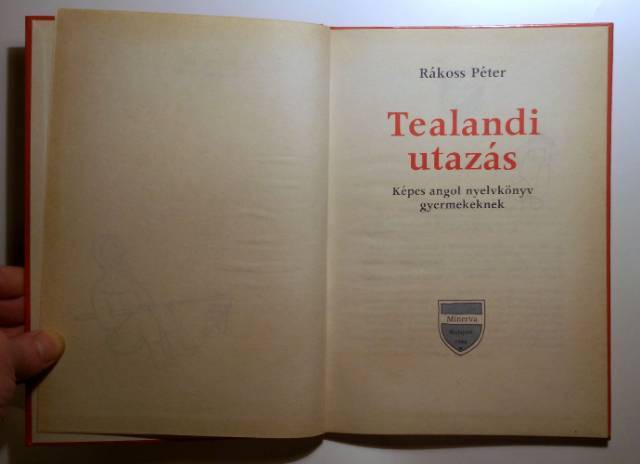 Rákoss Péter
Tealandi
utazás
Képes angol nyelvkönyv
gyermekeknek
Minerva
Budapest